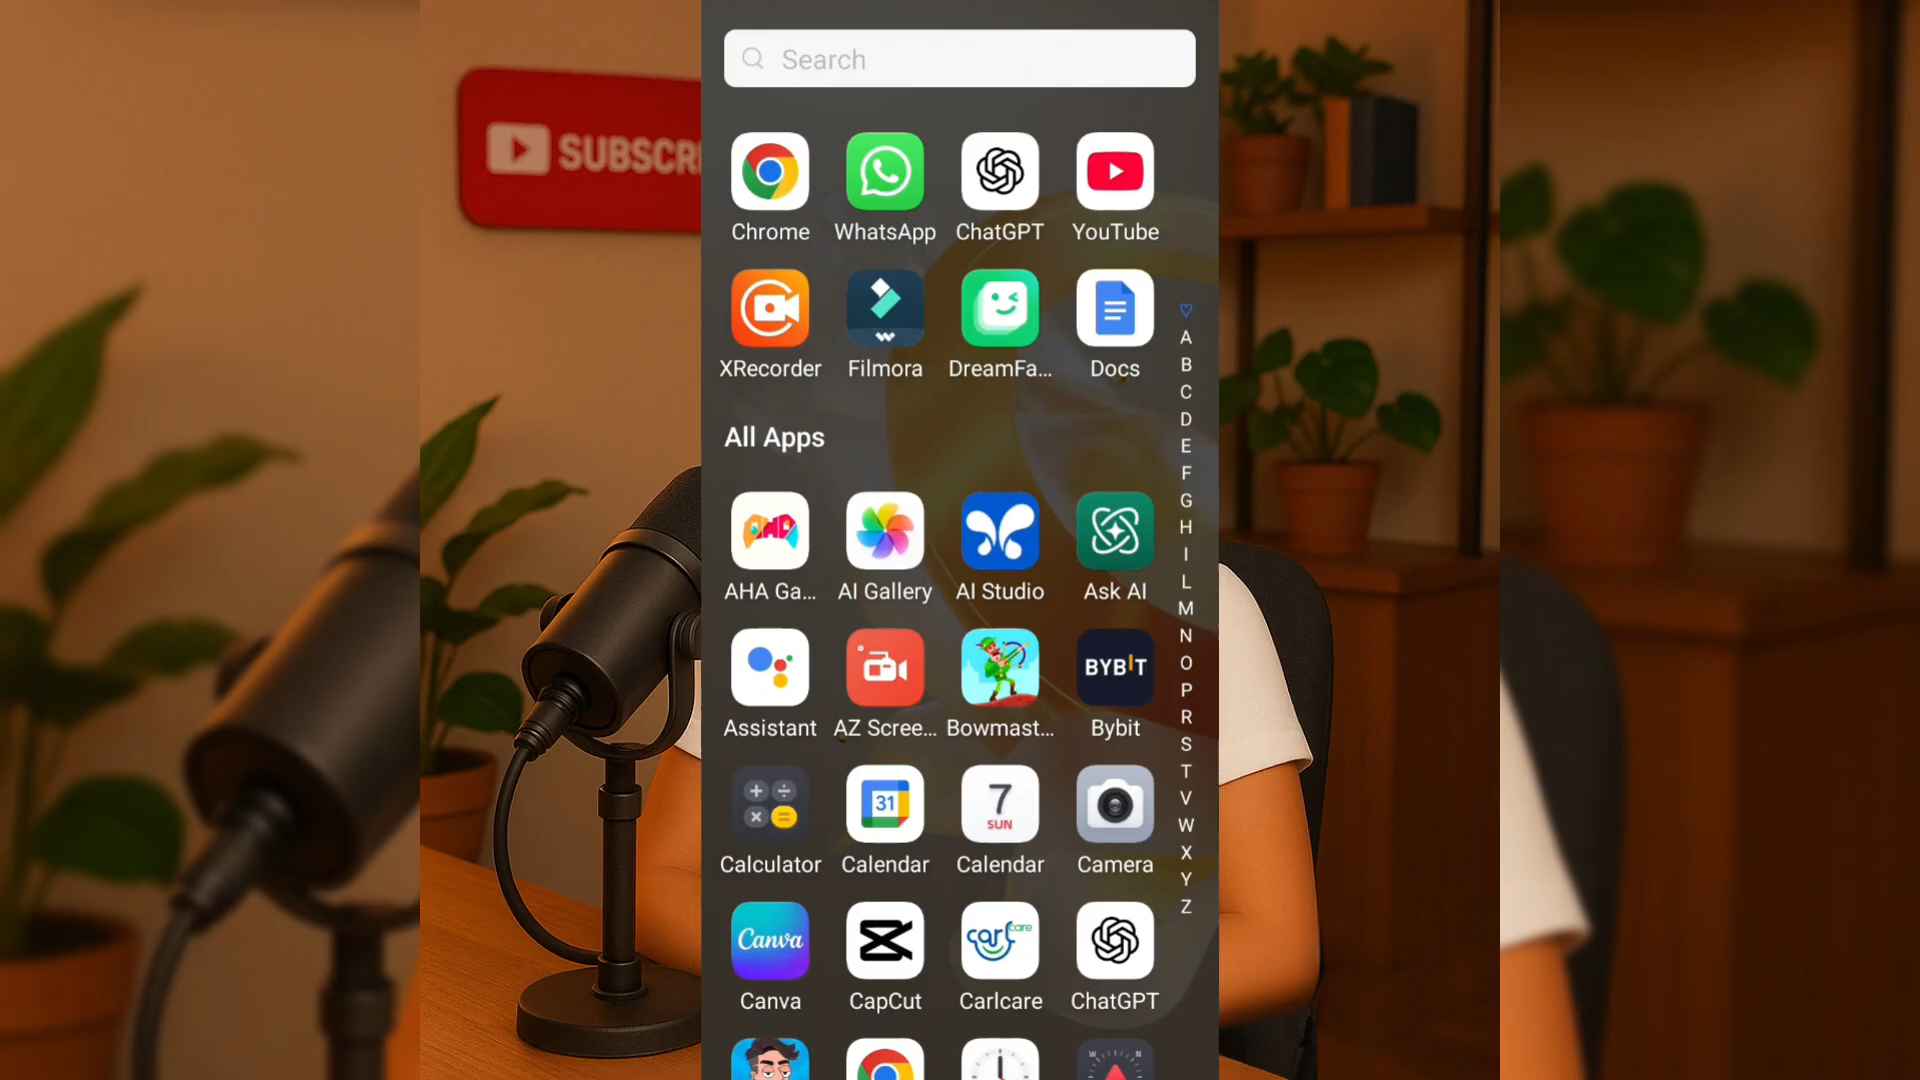 Search
SUBSCR
Chrome WhatsApp ChatGPT YouTube
XRecorder Filmora DreamFa... Docs
All Apps
AHA
AHA Ga... AI Gallery AI Studio Ask AI
BYBIT
Assistant AZ Scree... Bowmast... Bybit
31 7
SUN
Calculator Calendar Calendar Camera
Canva carlcare
Canva CapCut Carlcare ChatGPT
W N
A
B
C
D
E
F
G
H
I
L
M
N
O
P
R
S
T
V
W
X
Y
Z